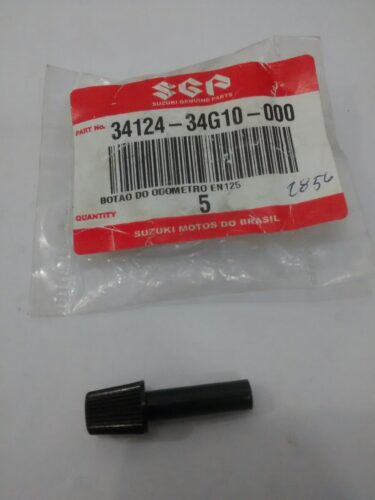 SGP
SUZUKI GENUINE PARTS
PART No. 34124-34G10-000
BOTAO DO ODOMETRO EN125
2856
QUANTITY 5
SUZUKI MOTOS DO BRASIL